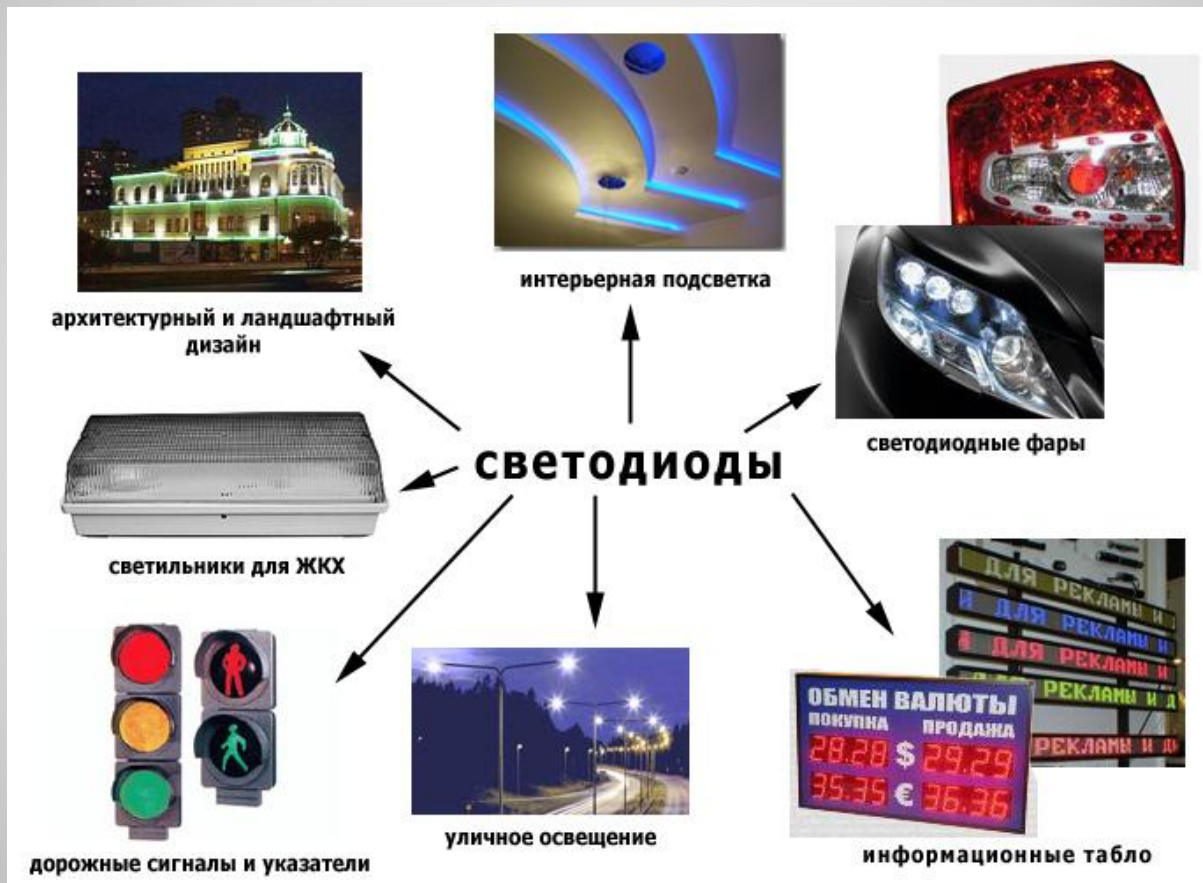 интерьерная подсветка
архитектурный и ландшафтный
дизайн
светодиодные фары
светодиоды
светильники для ЖКХ
ДЛЯ РЕКЛАМЫ И
И ДЛЯ РЕКЛАМЫ И
ДЛЯ РЕКЛАМЫ И
РЕКЛАМЫ И Д
РЕКЛАМЫ И ДЛ
ОБМЕН ВАЛЮТЫ
ПОКУПКА ПРОДАЖА
28.28 $ 29.29
35.35 € 36.36
уличное освещение
дорожные сигналы и указатели
информационные табло